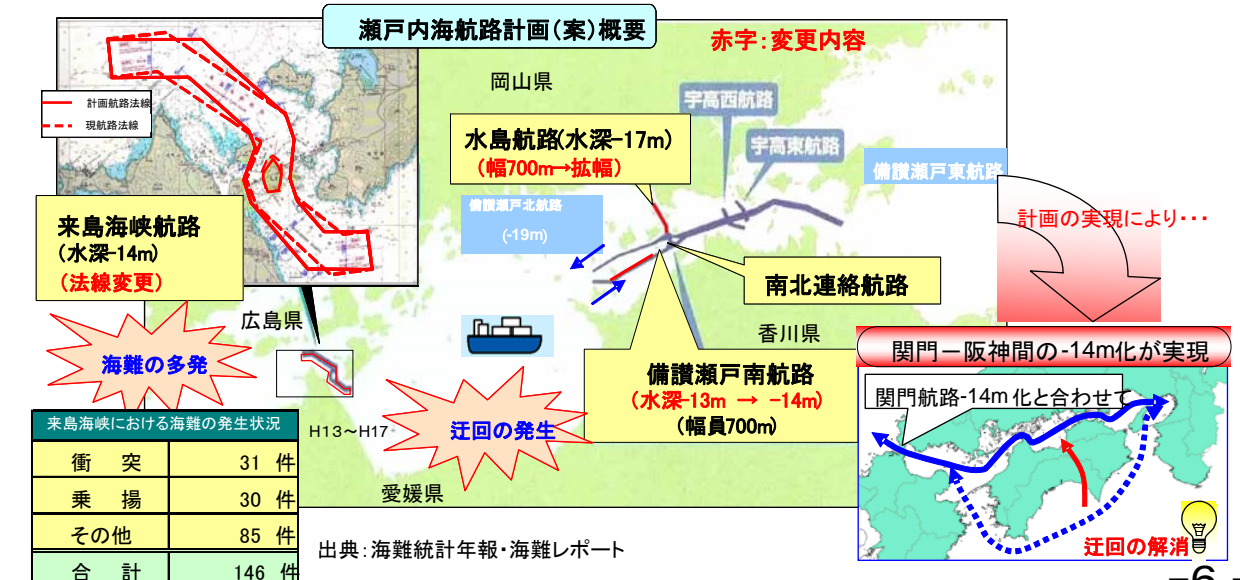 瀬戸内海航路計画(案)概要
赤字:変更内容
計画航路法線
現航路法線
岡山県
宇高西航路
水島航路(水深-17m)
(幅700m→拡幅)
宇高東航路
備讃瀬戸東航路
備讃瀬戸北航路
(-19m)
計画の実現により・・・
来島海峡航路
(水深-14m)
(法線変更)
南北連絡航路
広島県
香川県
海難の多発
関門-阪神間の-14m化が実現
備讃瀬戸南航路
(水深-13m → -14m)
(幅員700m)
関門航路-14m 化と合わせて
来島海峡における海難の発生状況
H13~H17
迂回の発生
衝 突 31 件
乗 揚 30 件
その他 85 件
合 計 146 件
愛媛県
出典:海難統計年報・海難レポート
迂回の解消
-6-